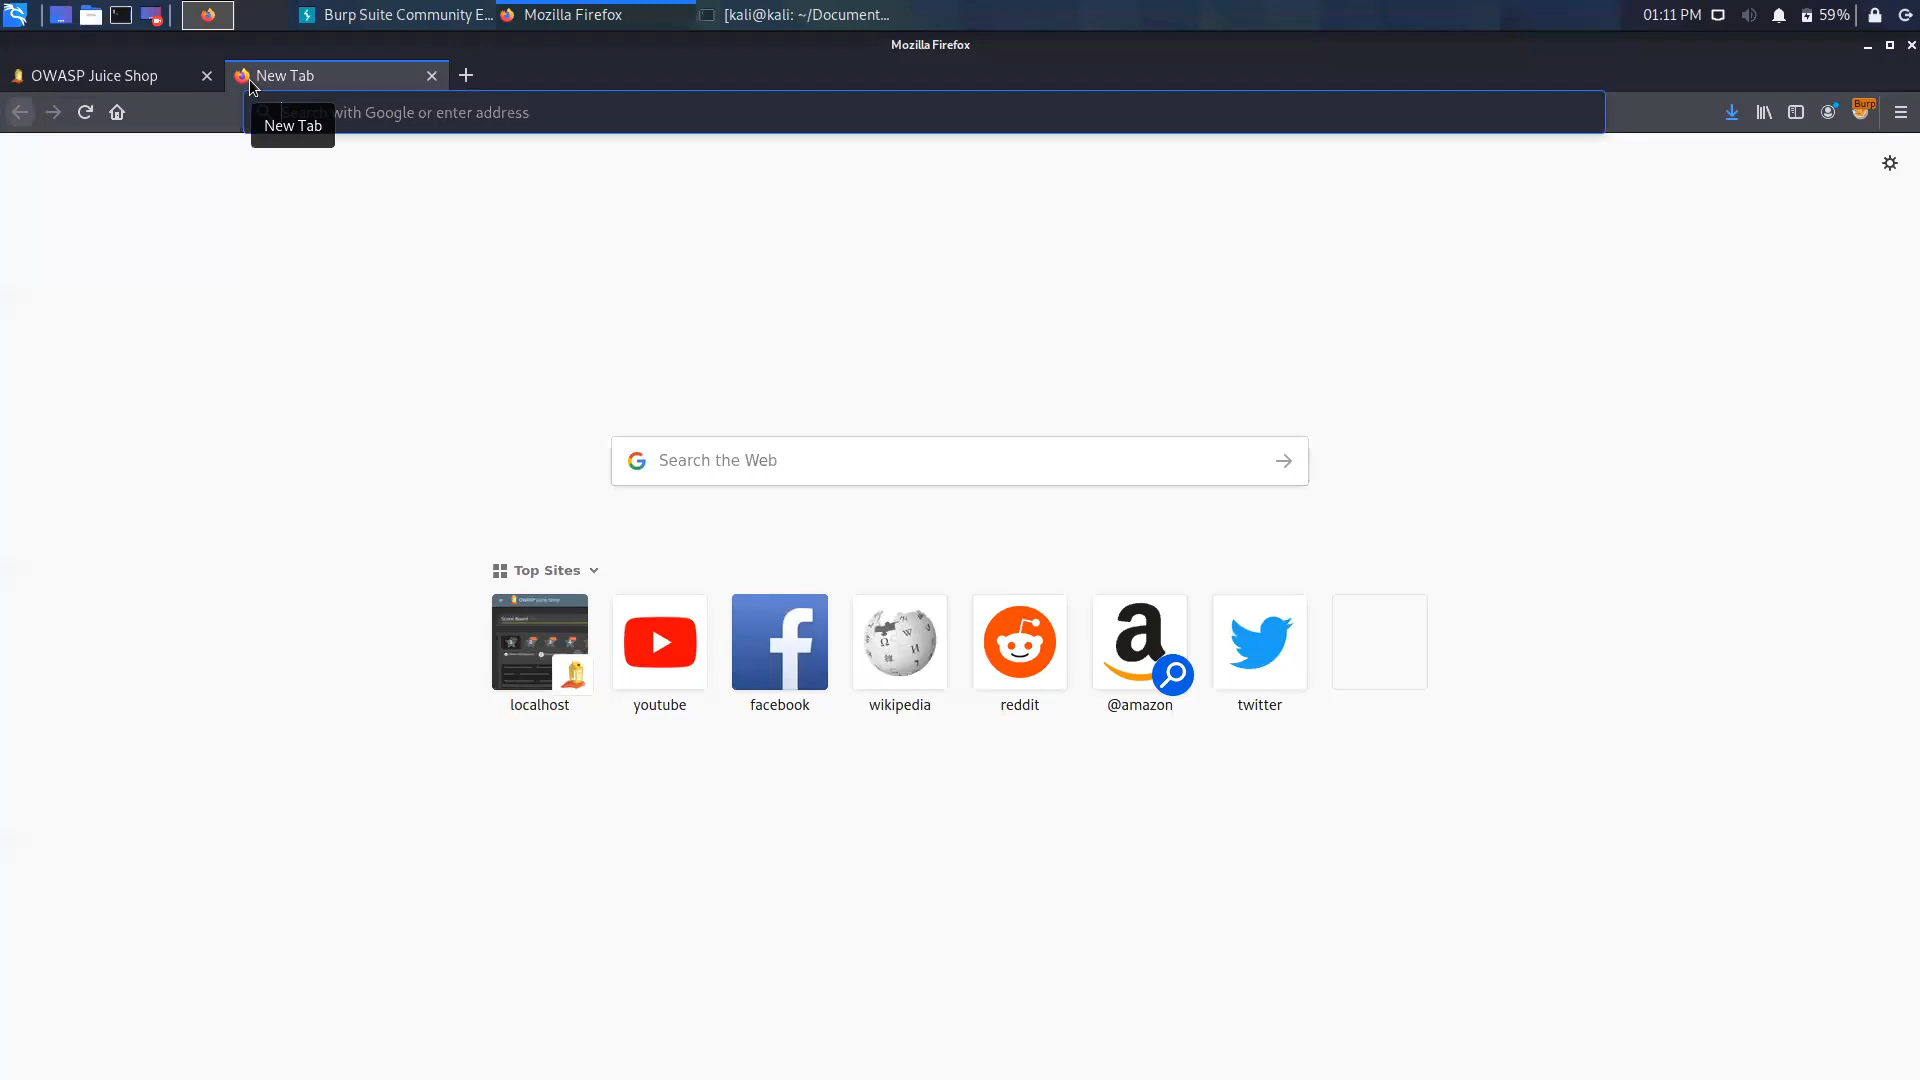 Burp Suite Community E...
Mozilla Firefox
[kali@kali: ~/Document...
01:11 PM
59%
Mozilla Firefox
OWASP Juice Shop
New Tab
Search with Google or enter address
Burp
New Tab
Search the Web
Top Sites
localhost
youtube
facebook
wikipedia
reddit
@amazon
twitter